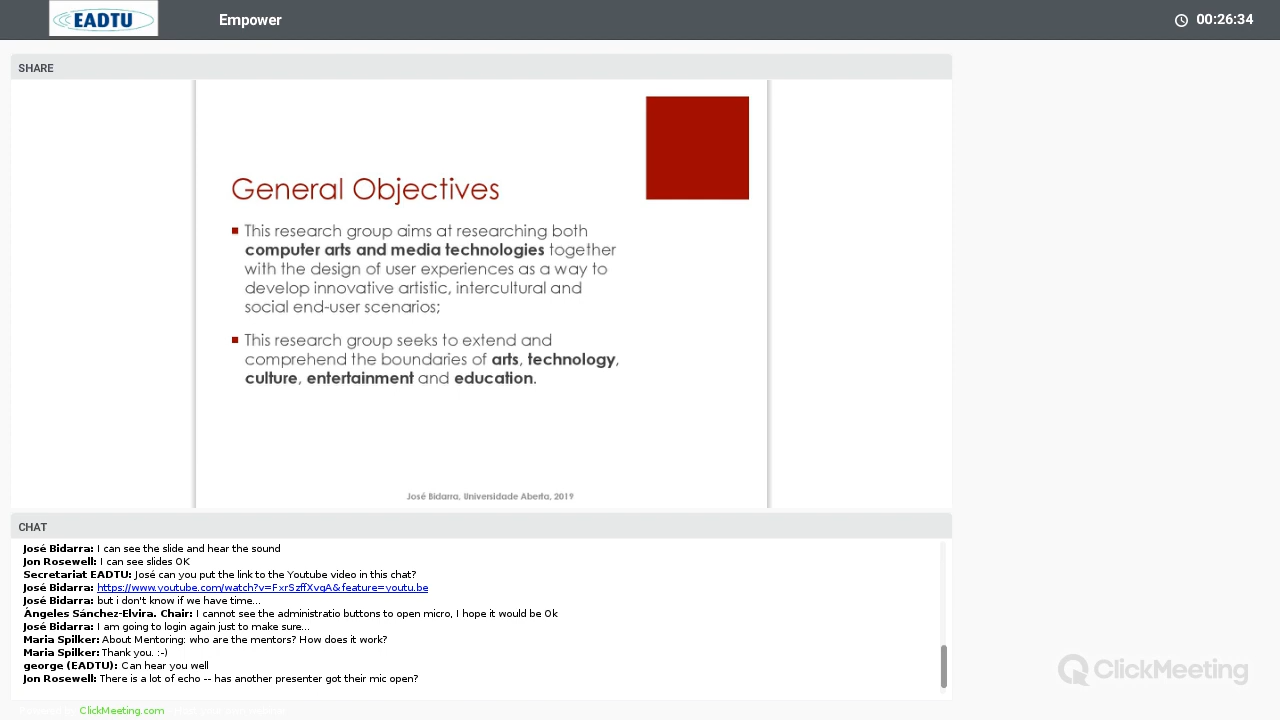 EADTU
Empower
00:26:34
SHARE
General Objectives
This research group aims at researching both
computer arts and media technologies together
with the design of user experiences as a way to
develop innovative artistic, intercultural and
social end-user scenarios;
This research group seeks to extend and
comprehend the boundaries of arts, technology,
culture, entertainment and education.
José Bidarra, Universidade Aberta, 2019
CHAT
José Bidarra: I can see the slide and hear the sound
Jon Rosewell: I can see slides OK
Secretariat EADTU: José can you put the link to the Youtube video in this chat?
José Bidarra: https://www.youtube.com/watch?v=FxrSzffXvgA&feature=youtu.be
José Bidarra: but i don't know if we have time...
Àngeles Sánchez-Elvira. Chair: I cannot see the administratio buttons to open micro, I hope it would be Ok
José Bidarra: I am going to login again just to make sure...
Maria Spilker: About Mentoring: who are the mentors? How does it work?
Maria Spilker: Thank you. :-)
george (EADTU): Can hear you well
Jon Rosewell: There is a lot of echo -- has another presenter got their mic open?
ClickMeeting
ClickMeeting.com